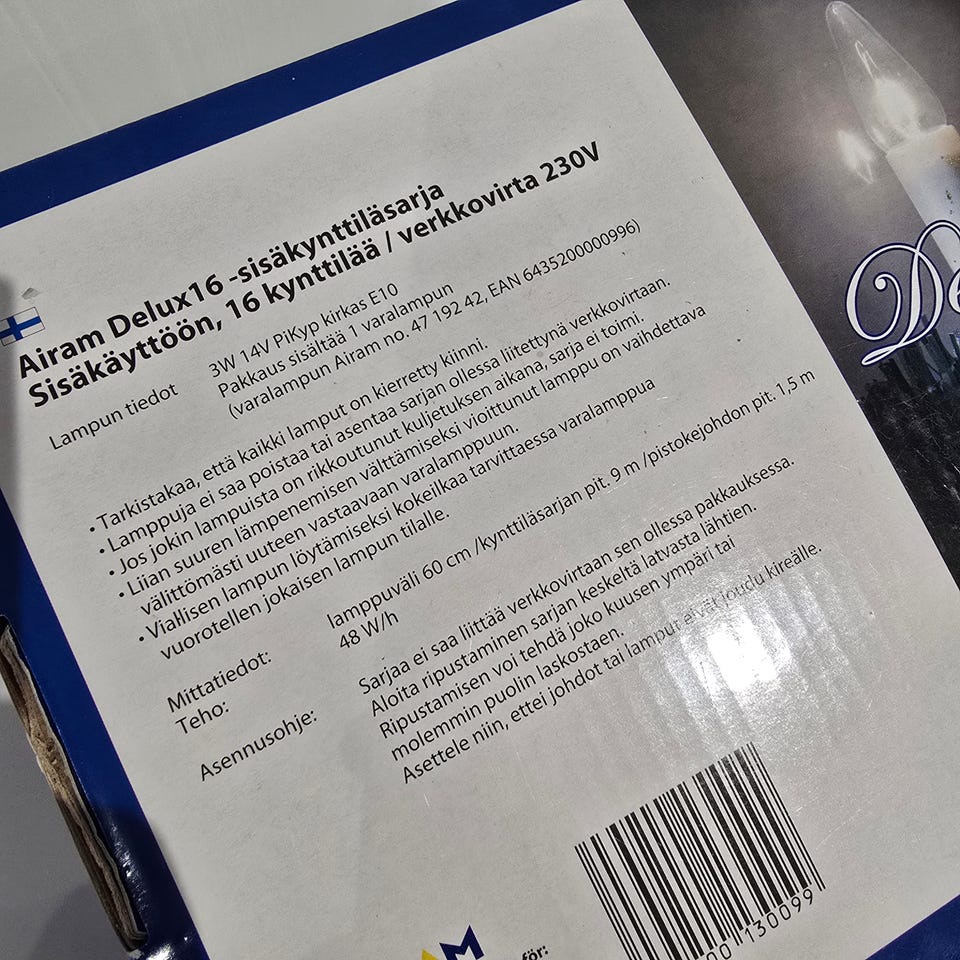 Airam Delux16 -sisäkynttiläsarja
Sisäkäyttöön, 16 kynttilää / verkkovirta 230V
Lampun tiedot
3W 14V PiKyp kirkas E10
Pakkaus sisältää 1 varalampun
(varalampun Airam no. 47 192 42, EAN 6435200000996)
• Tarkistakaa, että kaikki lamput on kierretty kiinni.
• Lamppuja ei saa poistaa tai asentaa sarjan ollessa liitettynä verkkovirtaan.
• Jos jokin lampuista on rikkoutunut kuljetuksen aikana, sarja ei toimi.
• Liian suuren lämpenemisen välttämiseksi vioittunut lamppu on vaihdettava
välittömästi uuteen vastaavaan varalamppuun.
• Viallisen lampun löytämiseksi kokeilkaa tarvittaessa varalamppua
vuorotellen jokaisen lampun tilalle.
Mittatiedot: lamppuväli 60 cm /kynttiläsarjan pit. 9 m /pistokejohdon pit. 1,5 m
Teho: 48 W/h
Asennusohje: Sarjaa ei saa liittää verkkovirtaan sen ollessa pakkauksessa.
Aloita ripustaminen sarjan keskeltä latvasta lähtien.
Ripustamisen voi tehdä joko kuusen ympäri tai
molemmin puolin laskostaen.
Asettele niin, ettei johdot tai lamput eivät joudu kireälle.
De
00 130099
för: